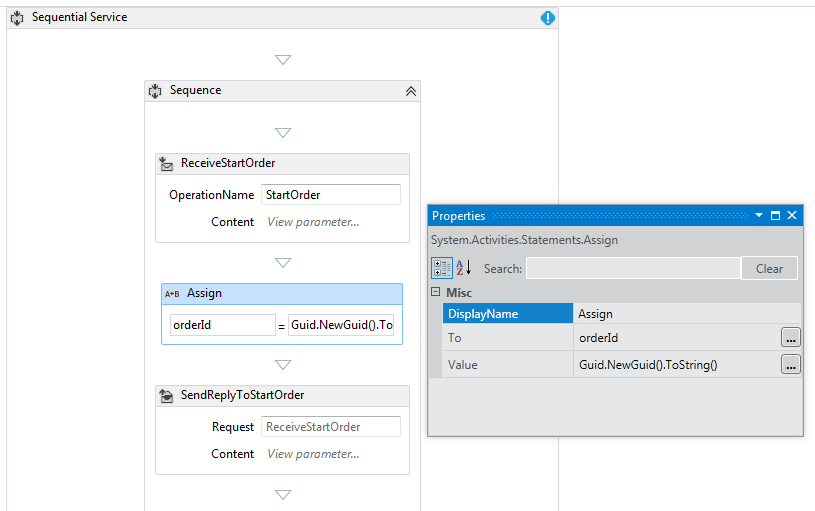 Sequential Service
Sequence
ReceiveStartOrder
OperationName StartOrder
Content View parameter...
A+B Assign
orderId = Guid.NewGuid().To
SendReplyToStartOrder
Request ReceiveStartOrder
Content View parameter...
Properties
System.Activities.Statements.Assign
A Z Search: Clear
Misc
DisplayName Assign
To orderId ...
Value Guid.NewGuid().ToString() ...